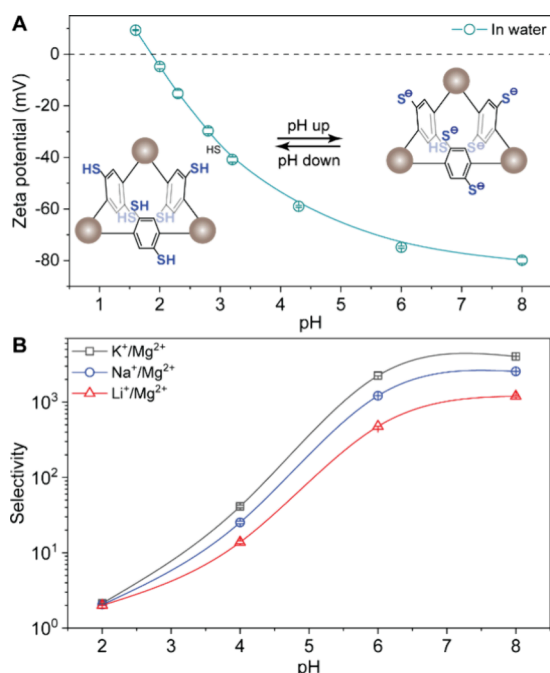 A
In water
Zeta potential (mV)
0
-20
-40
-60
-80
HS
pH up
pH down
HS
SH
SH
HS
SH
SH
S⊖
S⊖
S⊖
HS
S⊖
S⊖
1 2 3 4 5 6 7 8
pH
B
K⁺/Mg²⁺
Na⁺/Mg²⁺
Li⁺/Mg²⁺
Selectivity
10³
10²
10¹
10⁰
2 3 4 5 6 7 8
pH